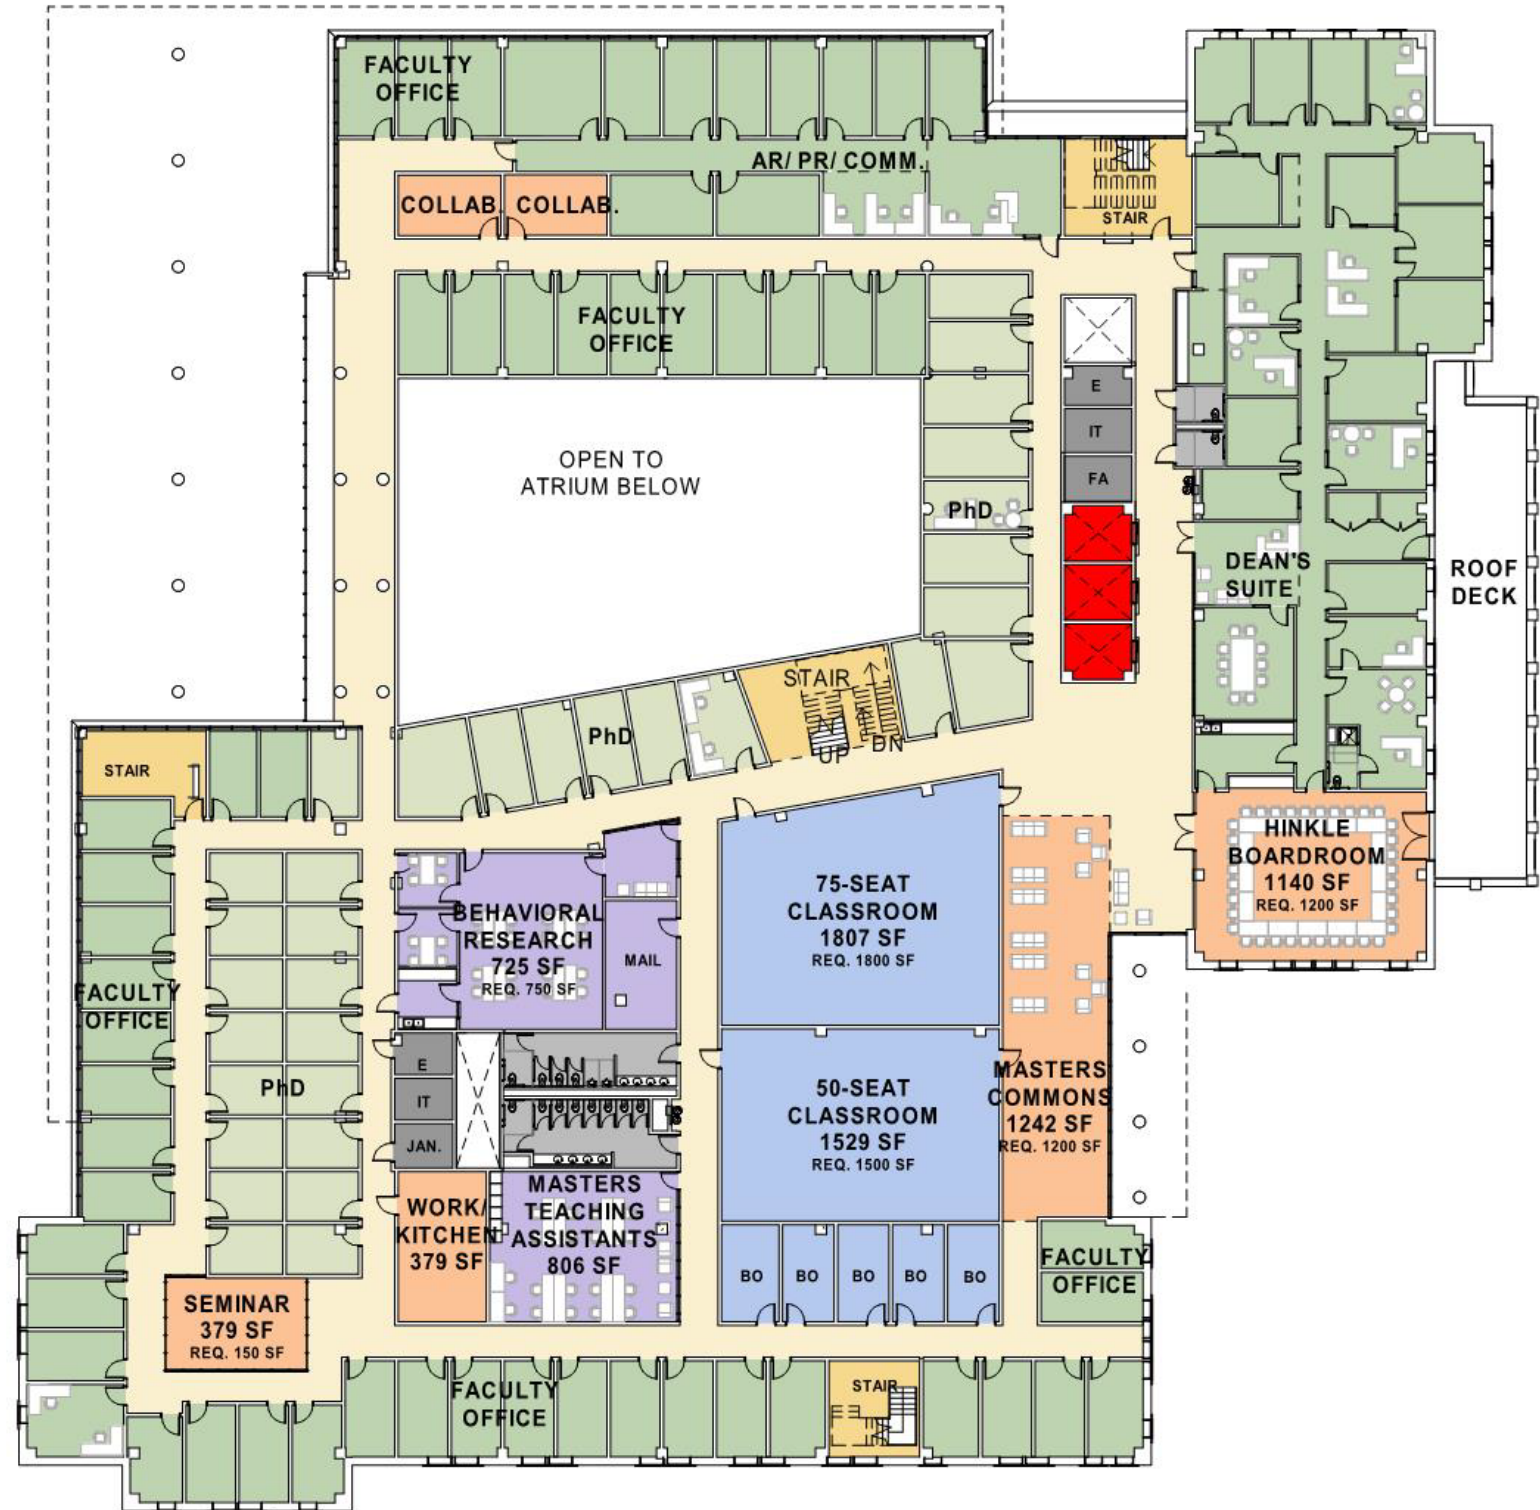 FACULTY
OFFICE
AR/ PR/ COMM.
COLLAB.
COLLAB.
STAIR
FACULTY
OFFICE
E
IT
FA
OPEN TO
ATRIUM BELOW
PhD
DEAN'S
SUITE
ROOF
DECK
STAIR
UP
DN
PhD
STAIR
HINKLE
BOARDROOM
1140 SF
REQ. 1200 SF
75-SEAT
CLASSROOM
1807 SF
REQ. 1800 SF
BEHAVIORAL
RESEARCH
725 SF
REQ. 750 SF
MAIL
FACULTY
OFFICE
PhD
E
IT
JAN.
50-SEAT
CLASSROOM
1529 SF
REQ. 1500 SF
MASTERS
COMMONS
1242 SF
REQ. 1200 SF
WORK/
KITCHEN
379 SF
MASTERS
TEACHING
ASSISTANTS
806 SF
BO
BO
BO
BO
BO
FACULTY
OFFICE
SEMINAR
379 SF
REQ. 150 SF
FACULTY
OFFICE
STAIR